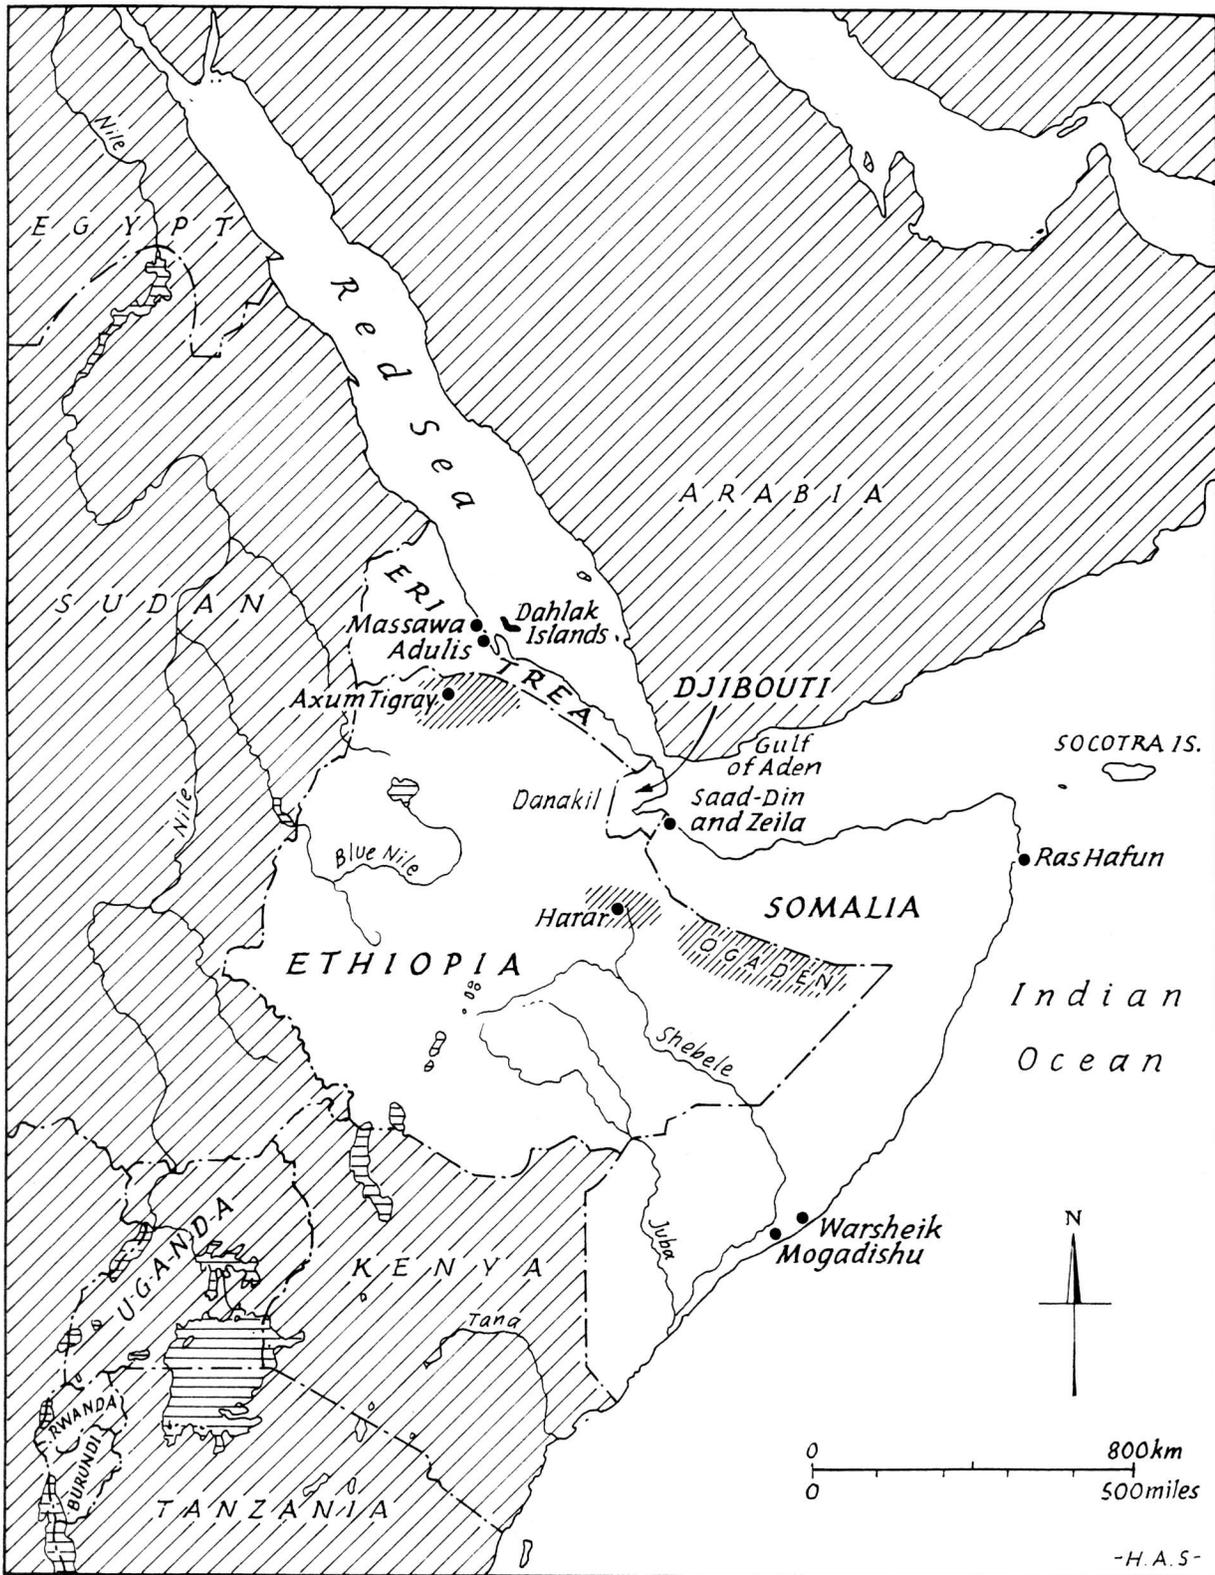 Nile
EGYPT
Red Sea
ARABIA
SUDAN
ERITREA
Massawa
Adulis
Dahlak
Islands
Axum Tigray
DJIBOUTI
Gulf
of Aden
SOCOTRA IS.
Danakil
Saad-Din
and Zeila
Nile
Blue Nile
Ras Hafun
Harar
SOMALIA
OGADEN
ETHIOPIA
Indian
Ocean
Shebele
Juba
Warsheik
Mogadishu
N
UGANDA
KENYA
Tana
RWANDA
BURUNDI
TANZANIA
0 800km
0 500miles
-H.A.S-